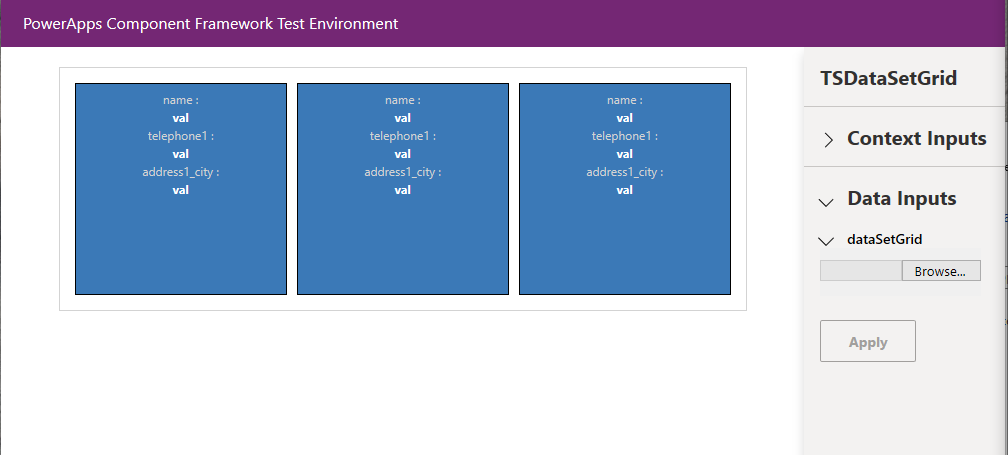 PowerApps Component Framework Test Environment
name :
val
telephone1 :
val
address1_city :
val
name :
val
telephone1 :
val
address1_city :
val
name :
val
telephone1 :
val
address1_city :
val
TSDataSetGrid
Context Inputs
Data Inputs
dataSetGrid
Browse...
Apply